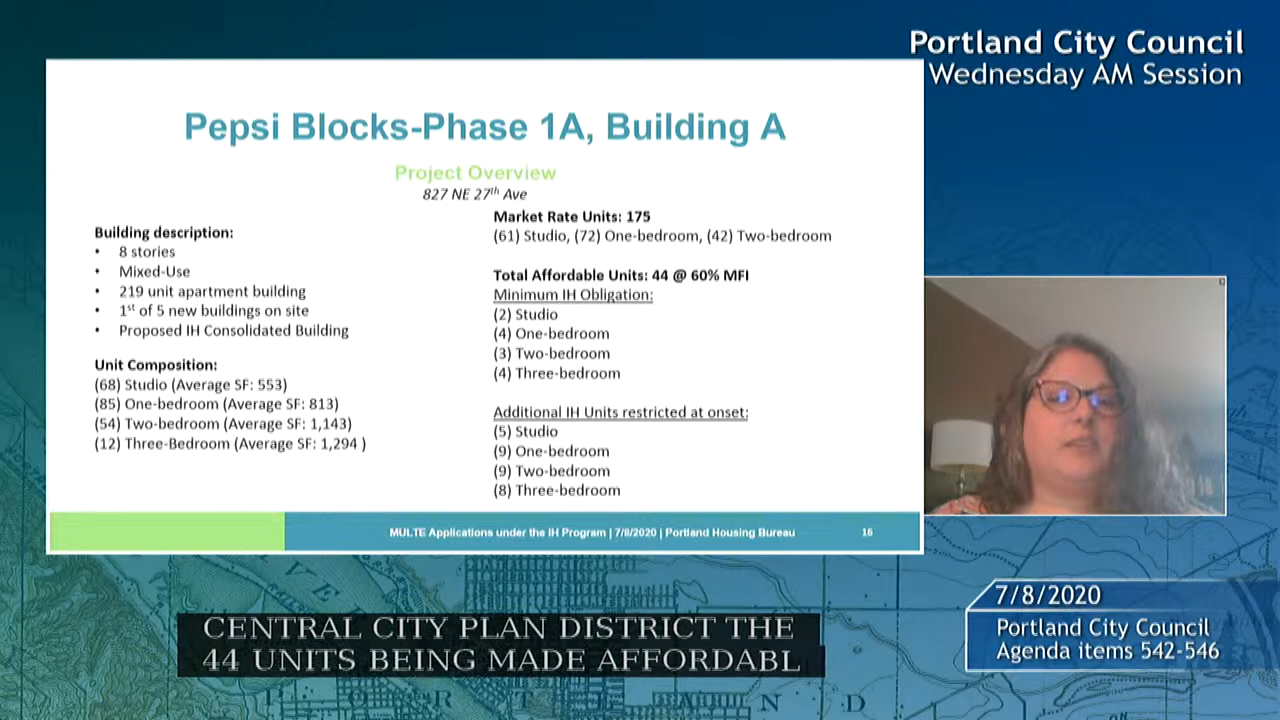 Portland City Council
Wednesday AM Session
Pepsi Blocks-Phase 1A, Building A
Project Overview
827 NE 27th Ave
Building description:
• 8 stories
• Mixed-Use
• 219 unit apartment building
• 1st of 5 new buildings on site
• Proposed IH Consolidated Building
Unit Composition:
(68) Studio (Average SF: 553)
(85) One-bedroom (Average SF: 813)
(54) Two-bedroom (Average SF: 1,143)
(12) Three-Bedroom (Average SF: 1,294 )
Market Rate Units: 175
(61) Studio, (72) One-bedroom, (42) Two-bedroom
Total Affordable Units: 44 @ 60% MFI
Minimum IH Obligation:
(2) Studio
(4) One-bedroom
(3) Two-bedroom
(4) Three-bedroom
Additional IH Units restricted at onset:
(5) Studio
(9) One-bedroom
(9) Two-bedroom
(8) Three-bedroom
MULTE Applications under the IH Program | 7/8/2020 | Portland Housing Bureau 16
7/8/2020
Portland City Council
Agenda items 542-546
CENTRAL CITY PLAN DISTRICT THE
44 UNITS BEING MADE AFFORDABL